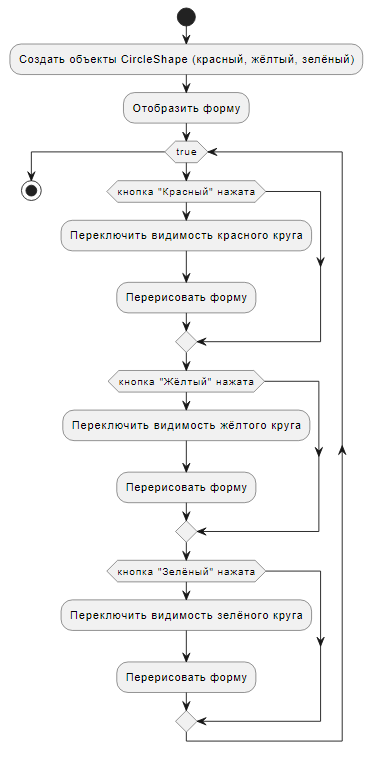 Создать объекты CircleShape (красный, жёлтый, зелёный)
Отобразить форму
true
кнопка "Красный" нажата
Переключить видимость красного круга
Перерисовать форму
кнопка "Жёлтый" нажата
Переключить видимость жёлтого круга
Перерисовать форму
кнопка "Зелёный" нажата
Переключить видимость зелёного круга
Перерисовать форму